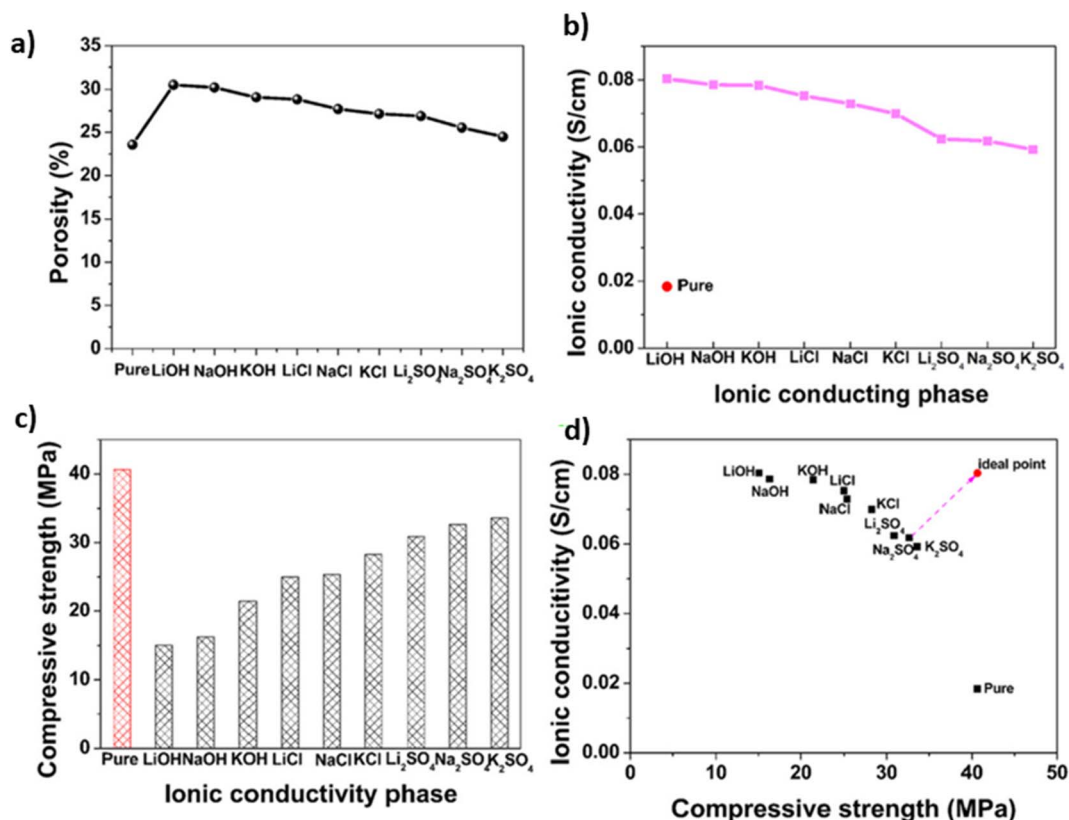 a)
Porosity (%)
35
30
25
20
15
10
5
0
Pure LiOH NaOH KOH LiCl NaCl KCl Li₂SO₄ Na₂SO₄ K₂SO₄
b)
Ionic conductivity (S/cm)
0.08
0.06
0.04
0.02
0.00
Pure
LiOH NaOH KOH LiCl NaCl KCl Li₂SO₄ Na₂SO₄ K₂SO₄
Ionic conducting phase
c)
Compressive strength (MPa)
40
30
20
10
0
Pure LiOH NaOH KOH LiCl NaCl KCl Li₂SO₄ Na₂SO₄ K₂SO₄
Ionic conductivity phase
d)
Ionic conducitivity (S/cm)
0.08
0.06
0.04
0.02
0.00
ideal point
LiOH
NaOH
KOH
LiCl
NaCl
KCl
Li₂SO₄
Na₂SO₄
K₂SO₄
Pure
0 10 20 30 40 50
Compressive strength (MPa)